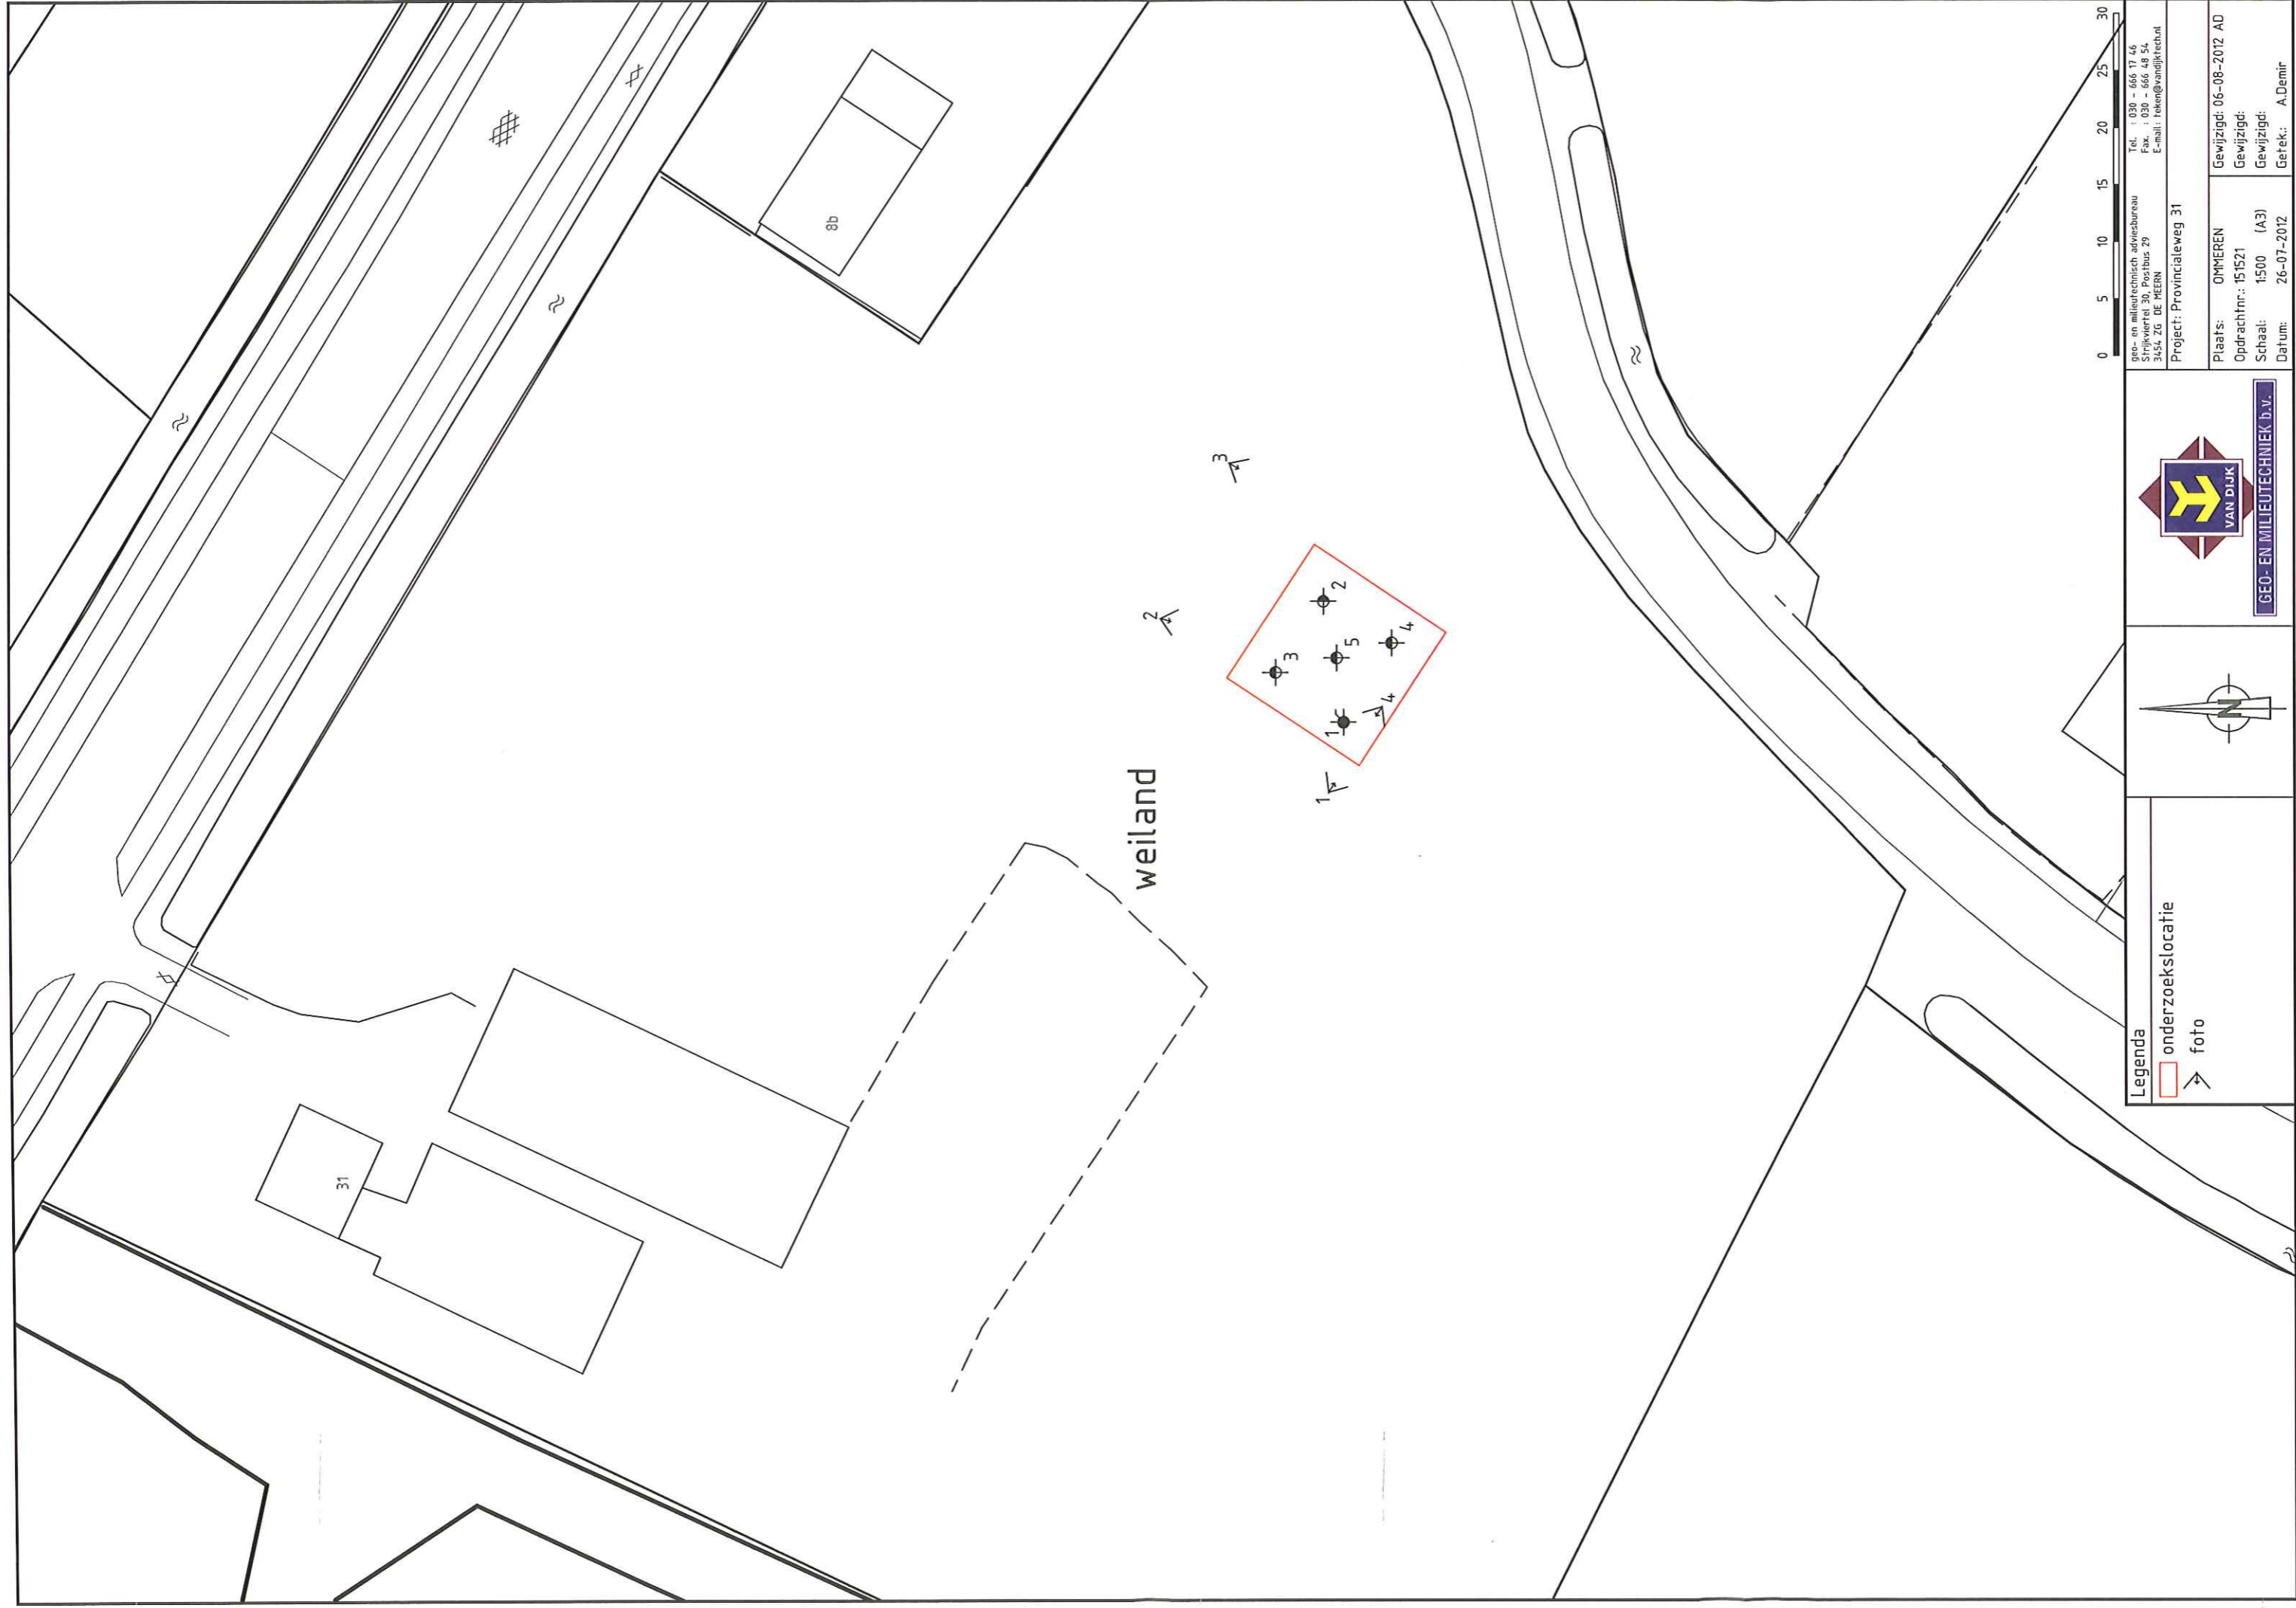 31
8b
weiland
1
2
3
4
1
2
3
4
5
0 5 10 15 20 25 30
Legenda
onderzoekslocatie
foto
N
VAN DIJK
GEO- EN MILIEUTECHNIEK b.v.
geo- en milieutechnisch adviesbureau
Strijkviertel 30, Postbus 29
3454 ZG DE MEERN
Tel. : 030 - 666 17 46
Fax. : 030 - 666 48 54
E-mail : teken@vandijktech.nl
Project: Provincialeweg 31
Plaats: OMMEREN
Opdrachtnr.: 151521
Schaal: 1:500 (A3)
Datum: 26-07-2012
Gewijzigd: 06-08-2012 AD
Gewijzigd:
Gewijzigd:
Getek.: A.Demir